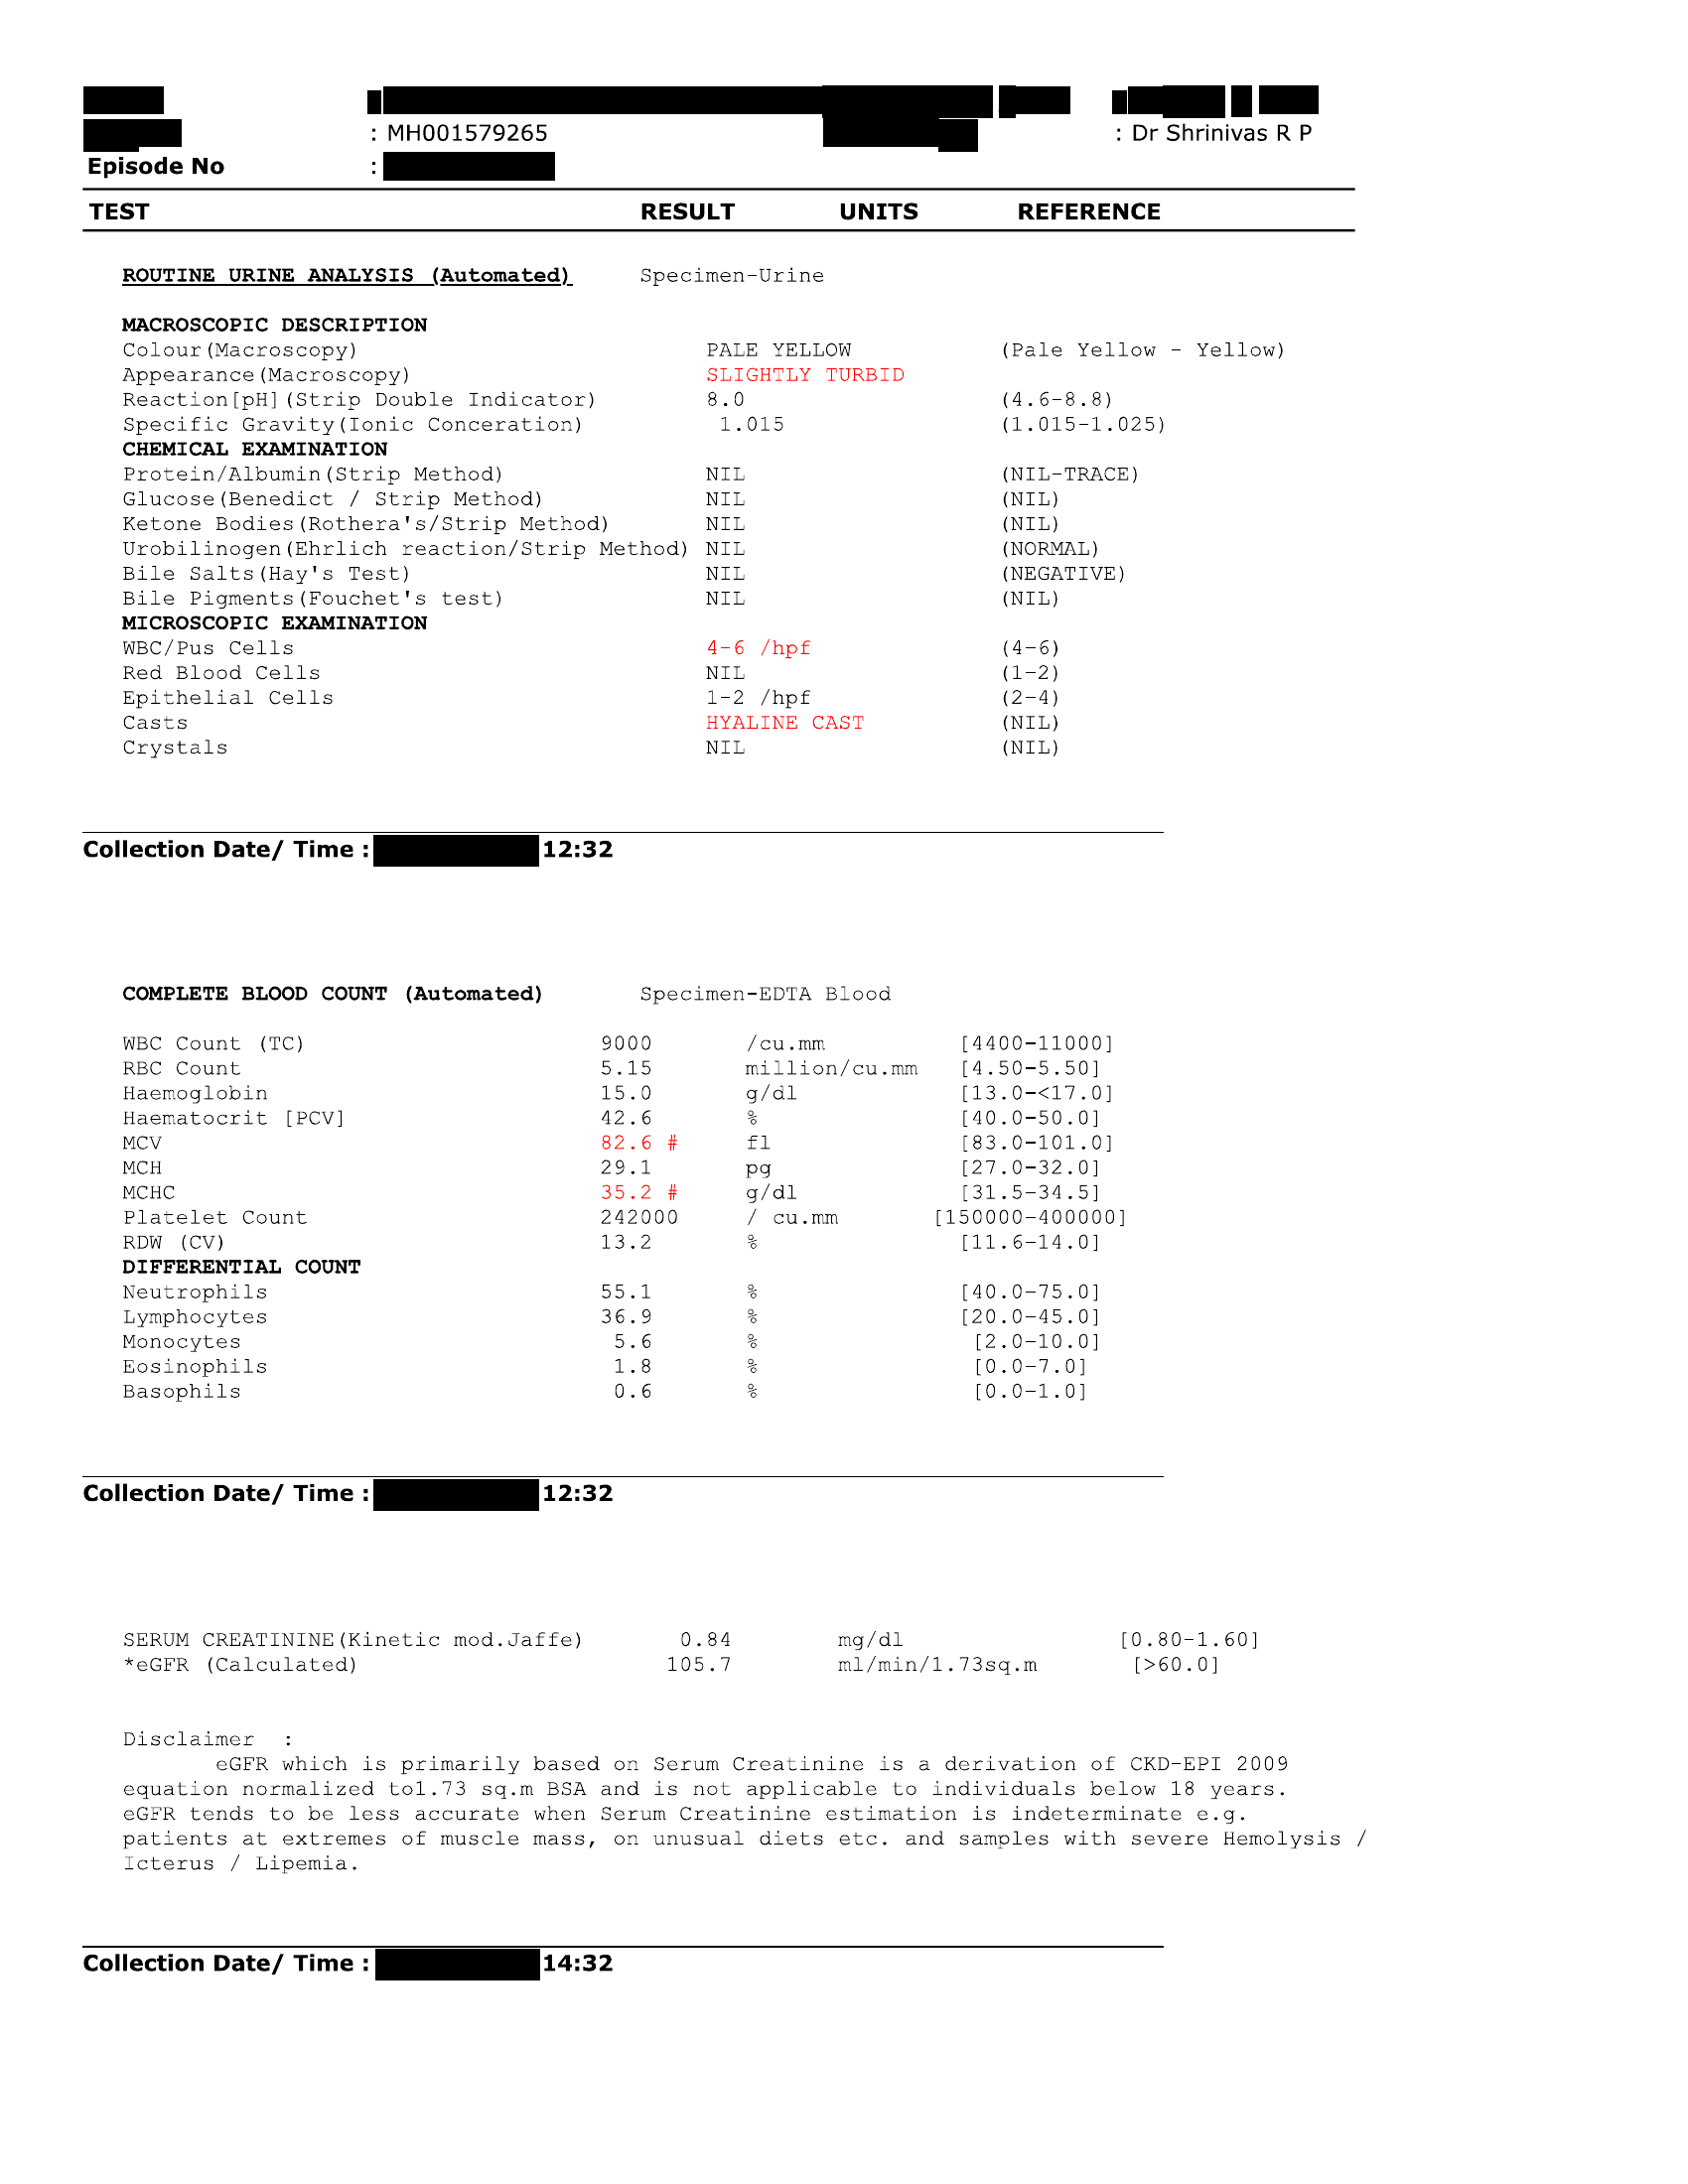 : MH001579265 : Dr Shrinivas R P
Episode No :
TEST RESULT UNITS REFERENCE
ROUTINE URINE ANALYSIS (Automated) Specimen-Urine
MACROSCOPIC DESCRIPTION
Colour(Macroscopy) PALE YELLOW (Pale Yellow - Yellow)
Appearance(Macroscopy) SLIGHTLY TURBID
Reaction[pH](Strip Double Indicator) 8.0 (4.6-8.8)
Specific Gravity(Ionic Conceration) 1.015 (1.015-1.025)
CHEMICAL EXAMINATION
Protein/Albumin(Strip Method) NIL (NIL-TRACE)
Glucose(Benedict / Strip Method) NIL (NIL)
Ketone Bodies(Rothera's/Strip Method) NIL (NIL)
Urobilinogen(Ehrlich reaction/Strip Method) NIL (NORMAL)
Bile Salts(Hay's Test) NIL (NEGATIVE)
Bile Pigments(Fouchet's test) NIL (NIL)
MICROSCOPIC EXAMINATION
WBC/Pus Cells 4-6 /hpf (4-6)
Red Blood Cells NIL (1-2)
Epithelial Cells 1-2 /hpf (2-4)
Casts HYALINE CAST (NIL)
Crystals NIL (NIL)
Collection Date/ Time : 12:32
COMPLETE BLOOD COUNT (Automated) Specimen-EDTA Blood
WBC Count (TC) 9000 /cu.mm [4400-11000]
RBC Count 5.15 million/cu.mm [4.50-5.50]
Haemoglobin 15.0 g/dl [13.0-<17.0]
Haematocrit [PCV] 42.6 % [40.0-50.0]
MCV 82.6 # fl [83.0-101.0]
MCH 29.1 pg [27.0-32.0]
MCHC 35.2 # g/dl [31.5-34.5]
Platelet Count 242000 / cu.mm [150000-400000]
RDW (CV) 13.2 % [11.6-14.0]
DIFFERENTIAL COUNT
Neutrophils 55.1 % [40.0-75.0]
Lymphocytes 36.9 % [20.0-45.0]
Monocytes 5.6 % [2.0-10.0]
Eosinophils 1.8 % [0.0-7.0]
Basophils 0.6 % [0.0-1.0]
Collection Date/ Time : 12:32
SERUM CREATININE(Kinetic mod.Jaffe) 0.84 mg/dl [0.80-1.60]
*eGFR (Calculated) 105.7 ml/min/1.73sq.m [>60.0]
Disclaimer :
eGFR which is primarily based on Serum Creatinine is a derivation of CKD-EPI 2009
equation normalized to1.73 sq.m BSA and is not applicable to individuals below 18 years.
eGFR tends to be less accurate when Serum Creatinine estimation is indeterminate e.g.
patients at extremes of muscle mass, on unusual diets etc. and samples with severe Hemolysis /
Icterus / Lipemia.
Collection Date/ Time : 14:32